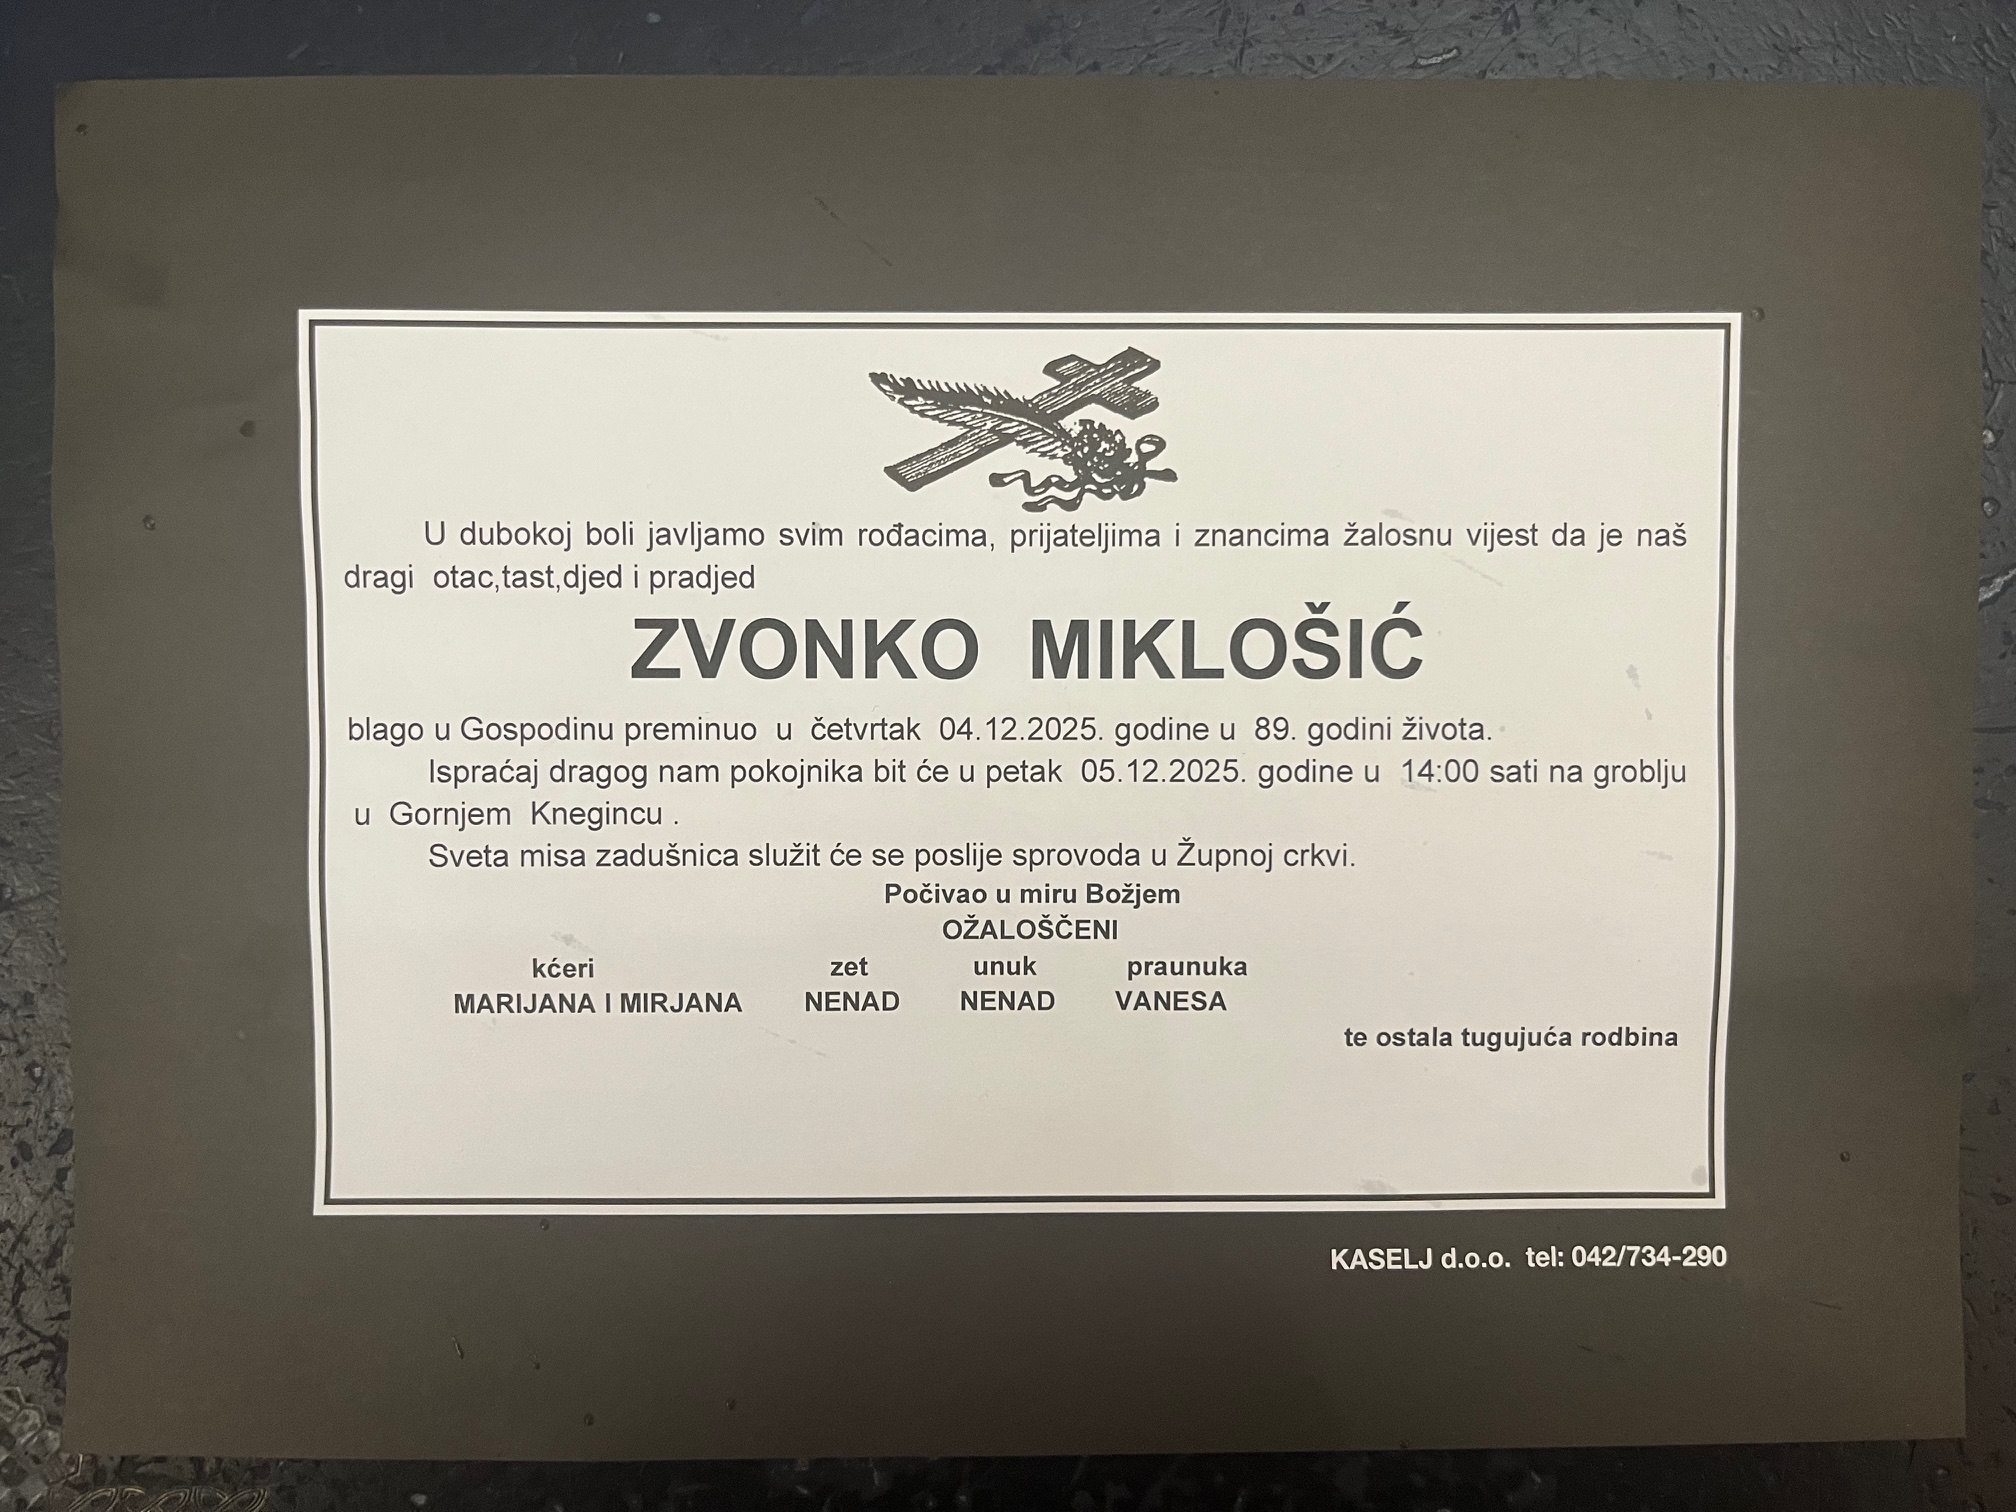 U dubokoj boli javljamo svim rođacima, prijateljima i znancima žalosnu vijest da je naš
dragi otac,tast,djed i pradjed
ZVONKO MIKLOŠIĆ
blago u Gospodinu preminuo u četvrtak 04.12.2025. godine u 89. godini života.
Ispraćaj dragog nam pokojnika bit će u petak 05.12.2025. godine u 14:00 sati na groblju
u Gornjem Knegincu .
Sveta misa zadušnica služit će se poslije sprovoda u Župnoj crkvi.
Počivao u miru Božjem
OŽALOŠČENI
kćeri zet unuk praunuka
MARIJANA I MIRJANA NENAD NENAD VANESA
te ostala tugujuća rodbina
KASELJ d.o.o. tel: 042/734-290